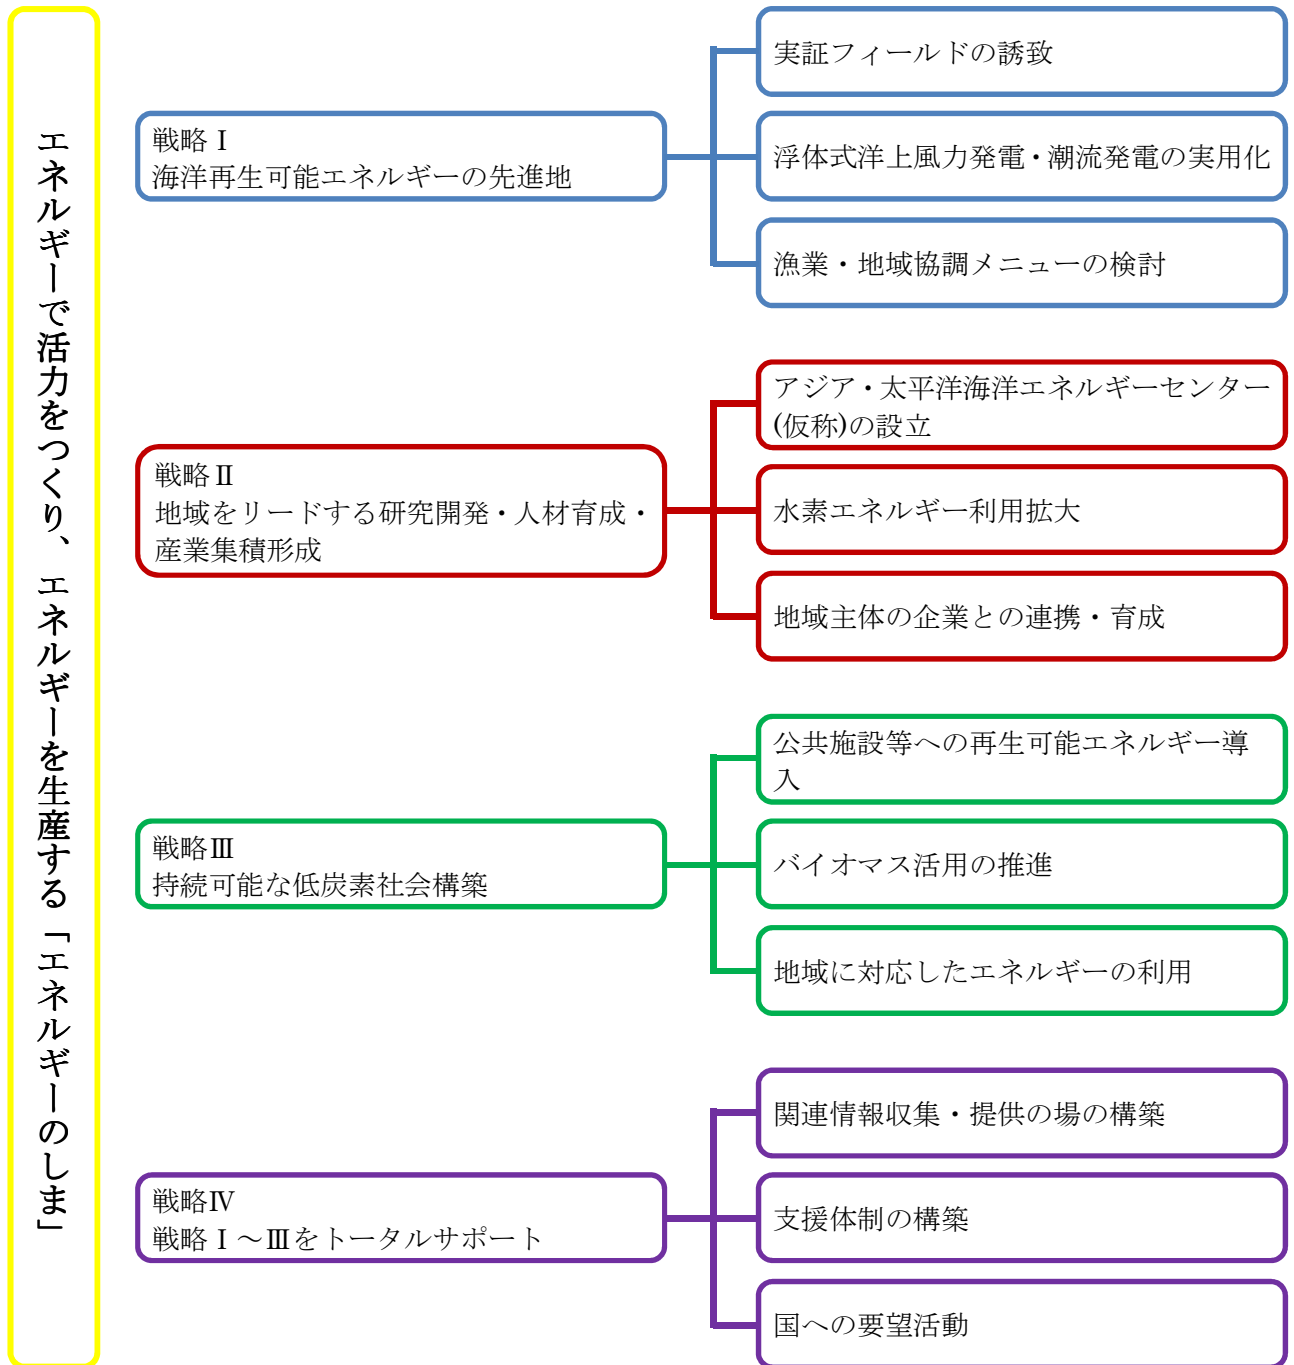 エネルギーで活力をつくり、エネルギーを生産する「エネルギーのしま」
戦略Ⅰ
海洋再生可能エネルギーの先進地
実証フィールドの誘致
浮体式洋上風力発電・潮流発電の実用化
漁業・地域協調メニューの検討
戦略Ⅱ
地域をリードする研究開発・人材育成・
産業集積形成
アジア・太平洋海洋エネルギーセンター
(仮称)の設立
水素エネルギー利用拡大
地域主体の企業との連携・育成
戦略Ⅲ
持続可能な低炭素社会構築
公共施設等への再生可能エネルギー導
入
バイオマス活用の推進
地域に対応したエネルギーの利用
戦略Ⅳ
戦略Ⅰ～Ⅲをトータルサポート
関連情報収集・提供の場の構築
支援体制の構築
国への要望活動